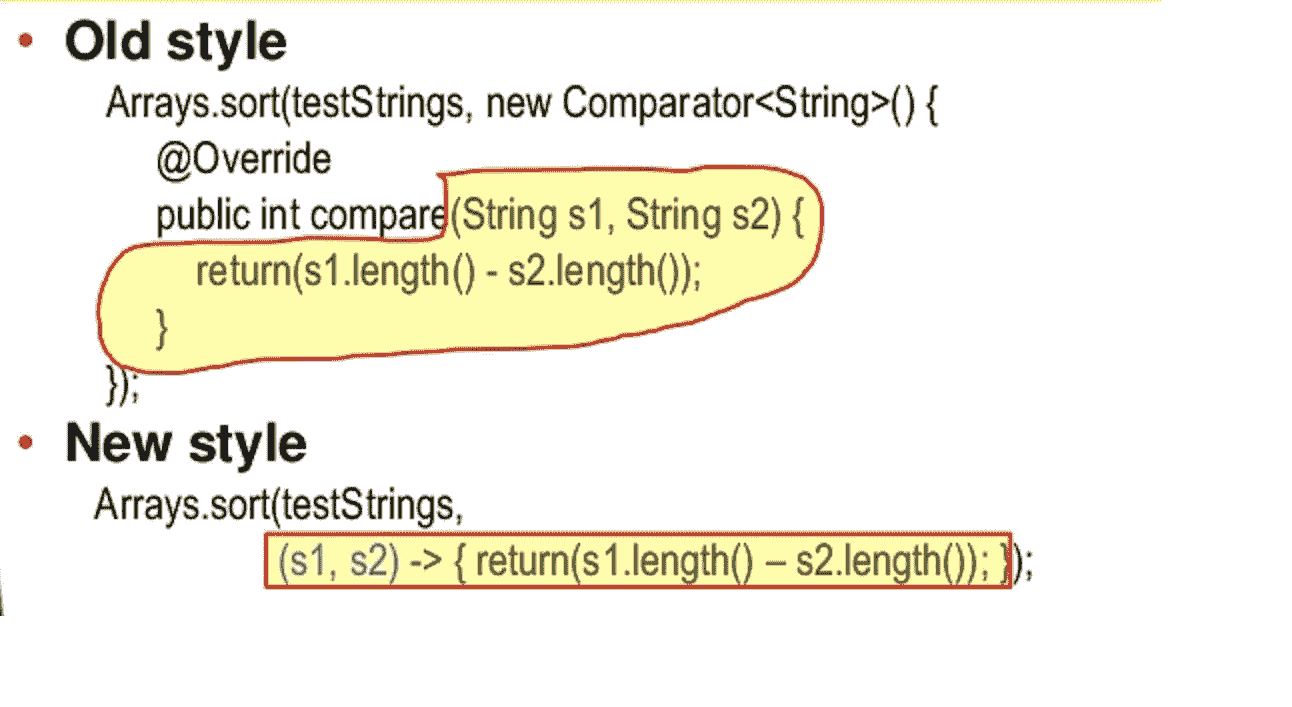 • Old style
Arrays.sort(testStrings, new Comparator<String>() {
@Override
public int compare(String s1, String s2) {
return(s1.length() - s2.length());
}
});
• New style
Arrays.sort(testStrings,
(s1, s2) -> { return(s1.length() – s2.length()); });